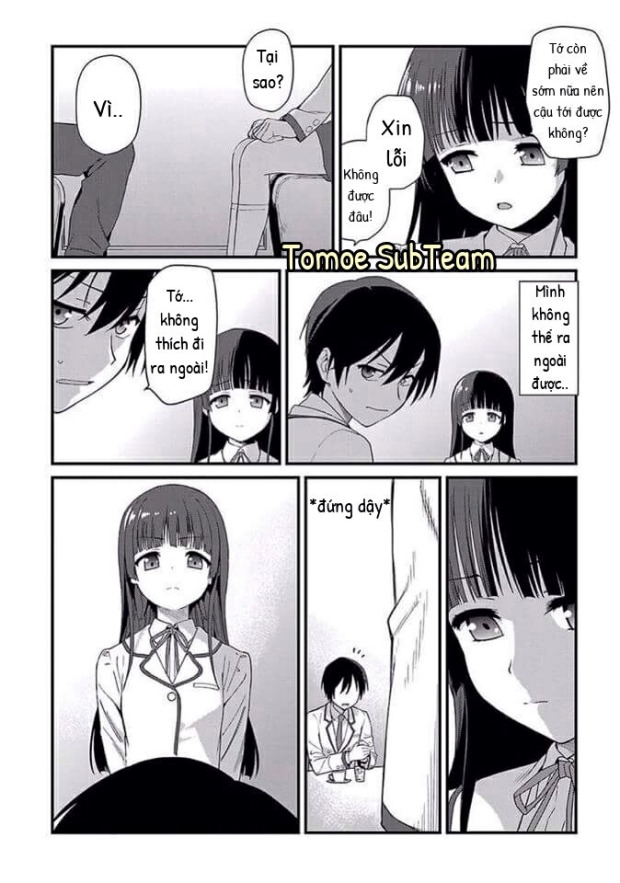 Tớ còn
phải về
sớm nữa nên
cậu tới được
không?
Xin
lỗi
Không
được
đâu!
Tại
sao?
Vì..
Tomoe SubTeam
Mình
không
thể ra
ngoài
được..
Tớ...
không
thích đi
ra ngoài!
*đứng dậy*